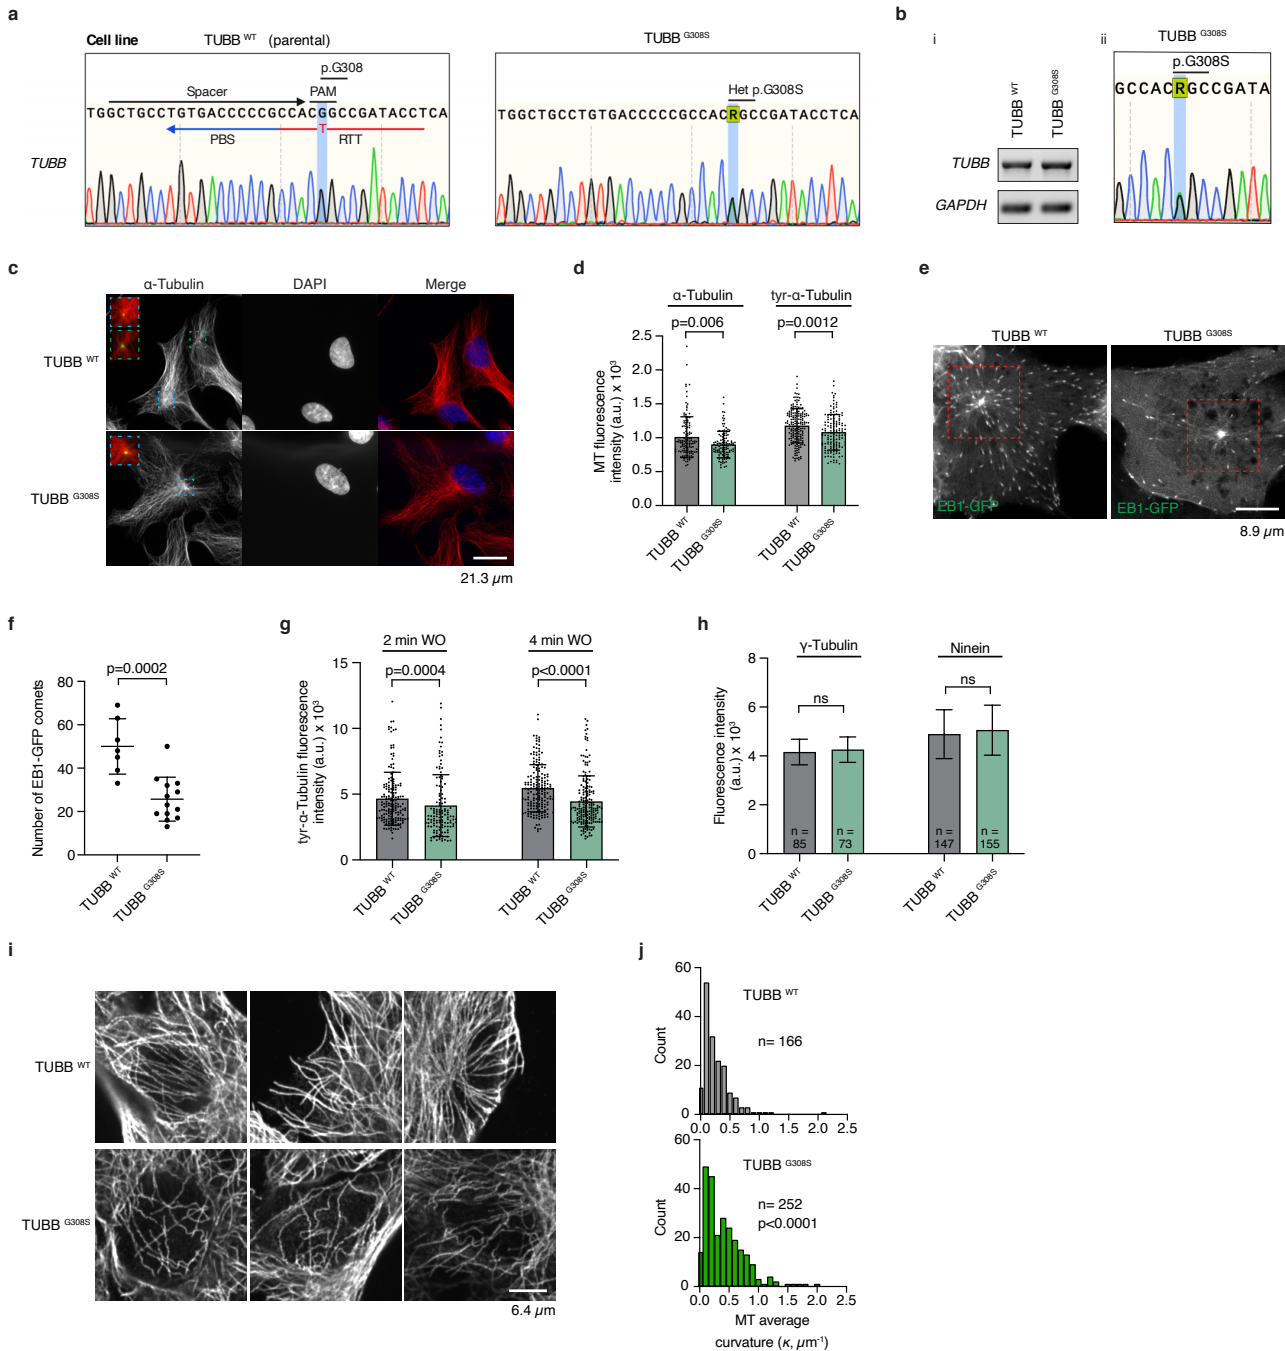 a
Cell line TUBB WT (parental)
p.G308
Spacer PAM
TGGCTGCCTGTGACCCCCGCCACGGCCGATACCTCA
T
PBS RTT
TUBB
TUBB G308S
Het p.G308S
TGGCTGCCTGTGACCCCCGCCACRGCCGATACCTCA
b
i
TUBB WT
TUBB G308S
TUBB
GAPDH
ii
TUBB G308S
p.G308S
GCCACRGCCGATA
c
α-Tubulin DAPI Merge
TUBB WT
TUBB G308S
21.3 µm
d
α-Tubulin tyr-α-Tubulin
p=0.006 p=0.0012
MT fluorescence
intensity (a.u.) x 10³
2.5
2.0
1.5
1.0
0.5
0.0
TUBB WT
TUBB G308S
TUBB WT
TUBB G308S
e
TUBB WT TUBB G308S
EB1-GFP EB1-GFP
8.9 µm
f
p=0.0002
Number of EB1-GFP comets
80
60
40
20
0
TUBB WT
TUBB G308S
g
2 min WO 4 min WO
p=0.0004 p<0.0001
tyr-α-Tubulin fluorescence
intensity (a.u.) x 10³
15
10
5
0
TUBB WT
TUBB G308S
TUBB WT
TUBB G308S
h
γ-Tubulin Ninein
ns ns
Fluorescence intensity
(a.u.) x 10³
8
6
4
2
0
n = 85
n = 73
n = 147
n = 155
TUBB WT
TUBB G308S
TUBB WT
TUBB G308S
i
TUBB WT
TUBB G308S
6.4 µm
j
60
40
20
0
Count
TUBB WT
n= 166
0.0 0.5 1.0 1.5 2.0 2.5
60
40
20
0
Count
TUBB G308S
n= 252
p<0.0001
0.0 0.5 1.0 1.5 2.0 2.5
MT average
curvature (κ, µm⁻¹)